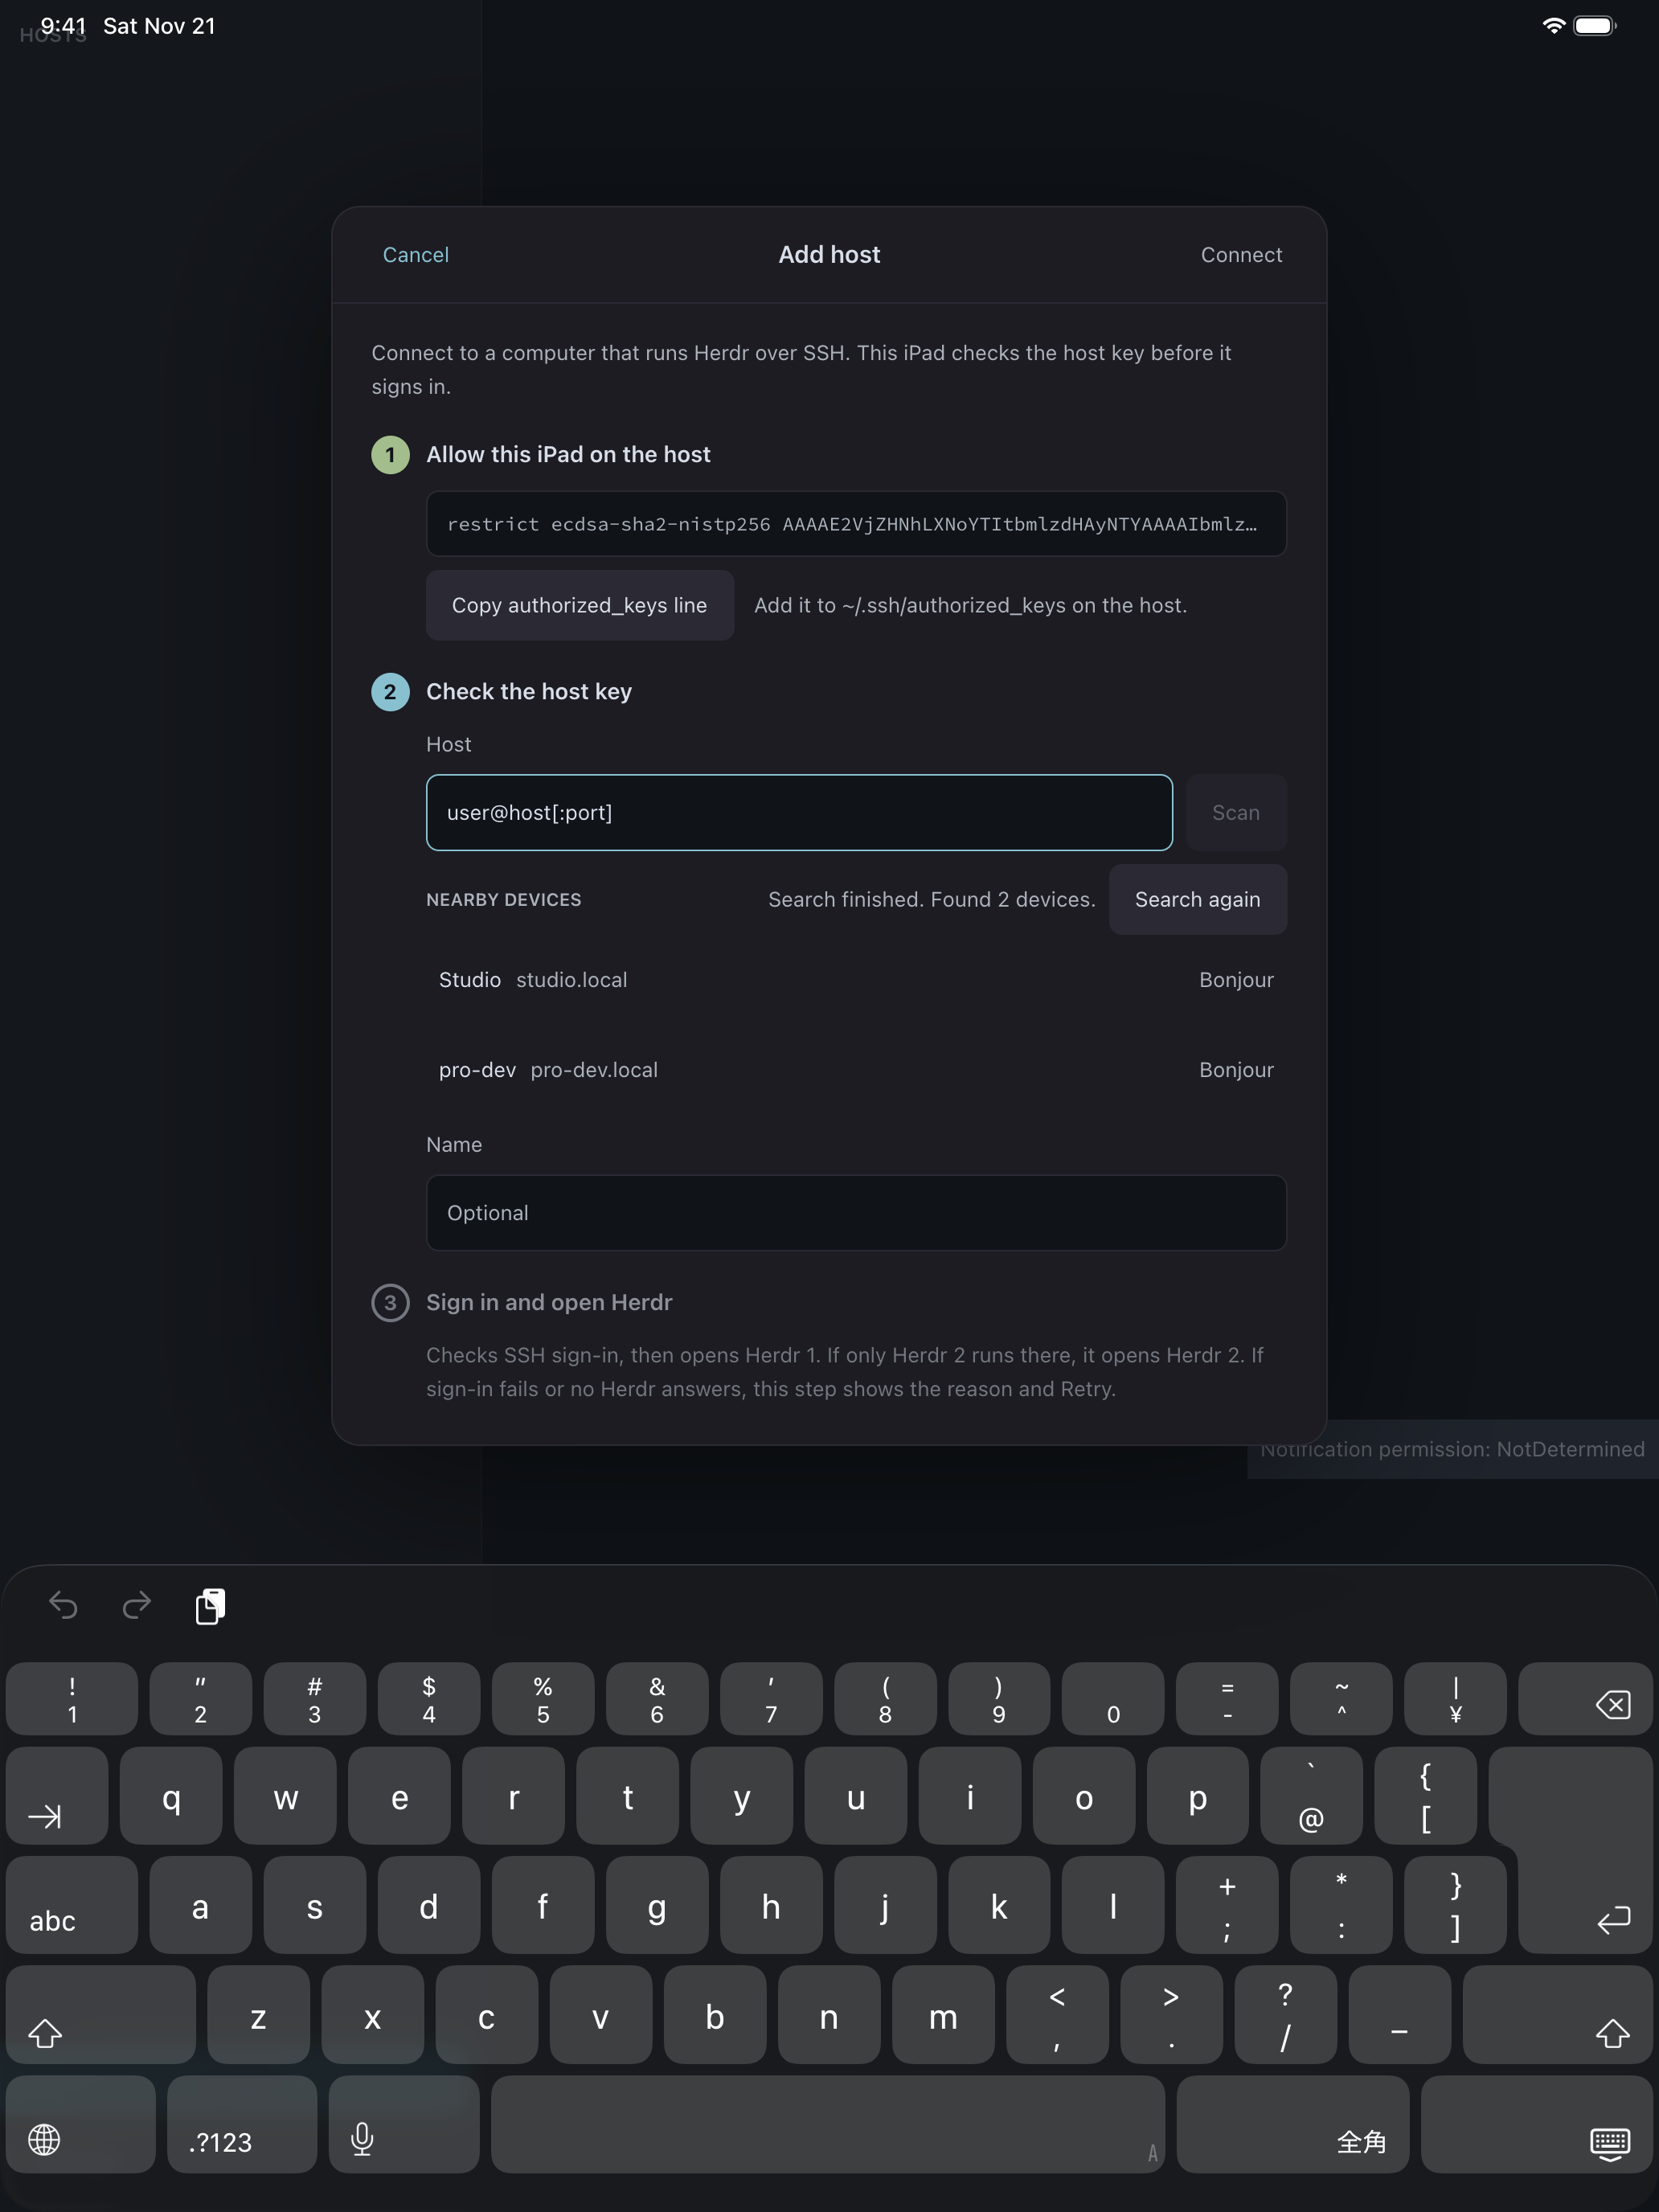 9:41 Sat Nov 21
HOSTS
Cancel Add host Connect
Connect to a computer that runs Herdr over SSH. This iPad checks the host key before it
signs in.
1 Allow this iPad on the host
restrict ecdsa-sha2-nistp256 AAAAE2VjZHNhLXNoYTItbmlzdHAyNTYAAAAIbmlz…
Copy authorized_keys line Add it to ~/.ssh/authorized_keys on the host.
2 Check the host key
Host
user@host[:port] Scan
NEARBY DEVICES Search finished. Found 2 devices. Search again
Studio studio.local Bonjour
pro-dev pro-dev.local Bonjour
Name
Optional
3 Sign in and open Herdr
Checks SSH sign-in, then opens Herdr 1. If only Herdr 2 runs there, it opens Herdr 2. If
sign-in fails or no Herdr answers, this step shows the reason and Retry.
Notification permission: NotDetermined
! " # $ % & ' ( ) = ~ |
1 2 3 4 5 6 7 8 9 0 - ^ ¥
q w e r t y u i o p ` @ { [
abc a s d f g h j k l + ; * : } ]
z x c v b n m < , > . ? / _
.?123 A 全角